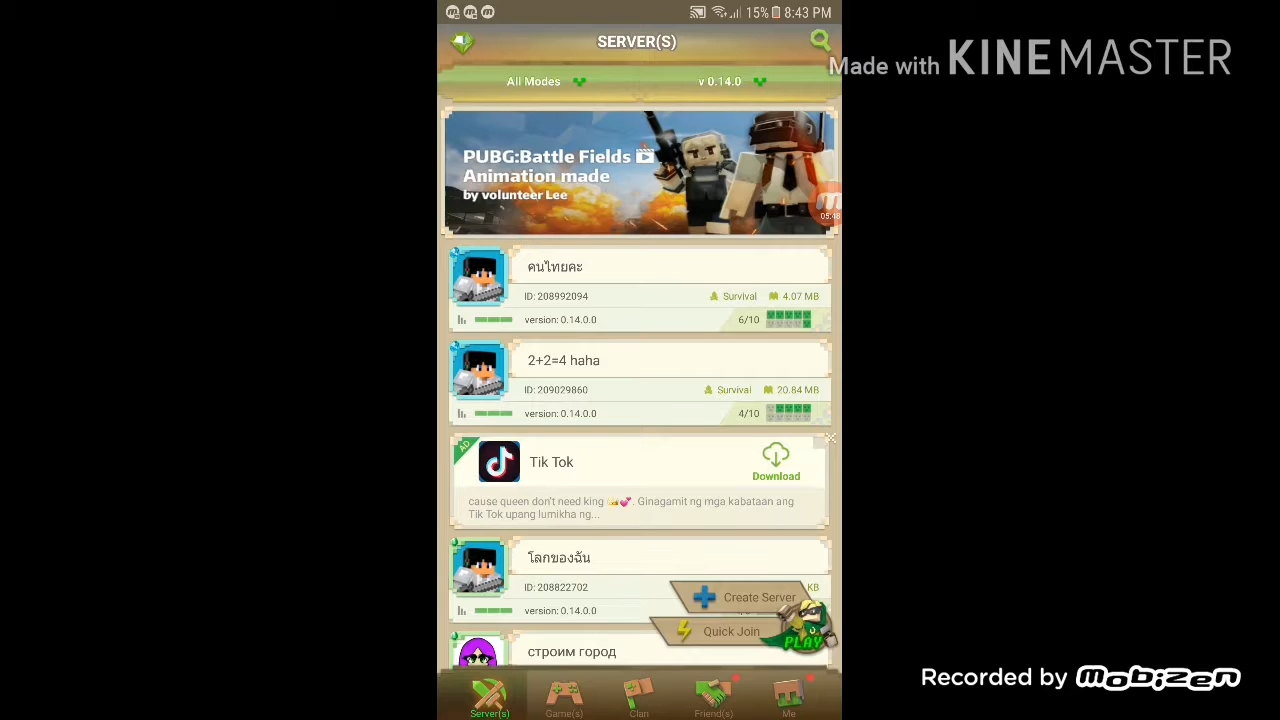 15% 8:43 PM
SERVER(S)
Made with KINEMASTER
All Modes
v 0.14.0
PUBG:Battle Fields
Animation made
by volunteer Lee
05:48
คนไทยคะ
ID: 208992094
Survival
4.07 MB
version: 0.14.0.0
6/10
2+2=4 haha
ID: 209029860
Survival
20.84 MB
version: 0.14.0.0
4/10
AD
Tik Tok
Download
cause queen don't need king 👑💞. Ginagamit ng mga kabataan ang
Tik Tok upang lumikha ng...
โลกของฉัน
ID: 208822702
KB
version: 0.14.0.0
Create Server
Quick Join
PLAY
строим город
Server(s)
Game(s)
Clan
Friend(s)
Me
Recorded by mobizen